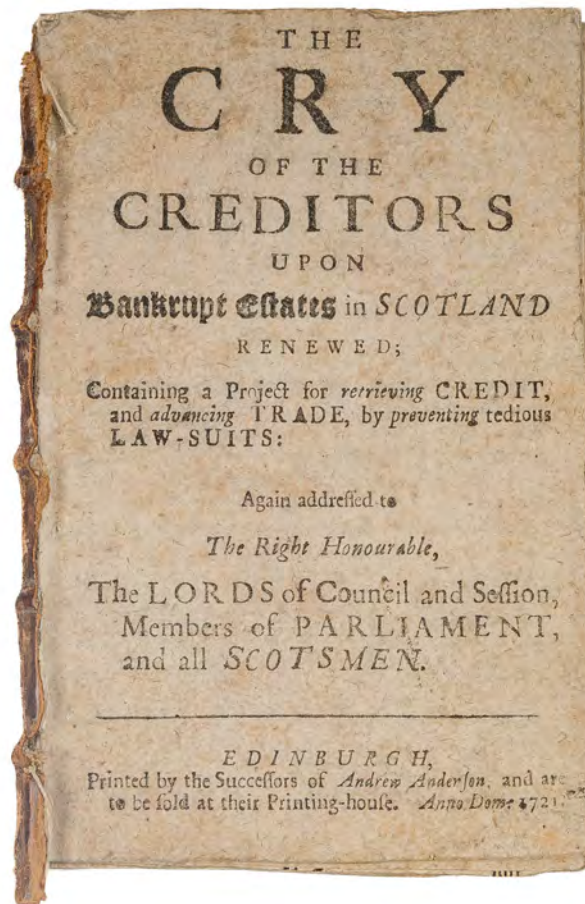 THE
CRY
OF THE
CREDITORS
UPON
Bankrupt Eſtates in SCOTLAND
RENEWED;
Containing a Project for retrieving CREDIT,
and advancing TRADE, by preventing tedious
LAW-SUITS:
Again addreſſed to
The Right Honourable,
The LORDS of Council and Seſſion,
Members of PARLIAMENT,
and all SCOTSMEN.
EDINBURGH,
Printed by the Succeſſors of Andrew Anderſon, and are
to be ſold at their Printing-houſe. Anno Dom: 1721.